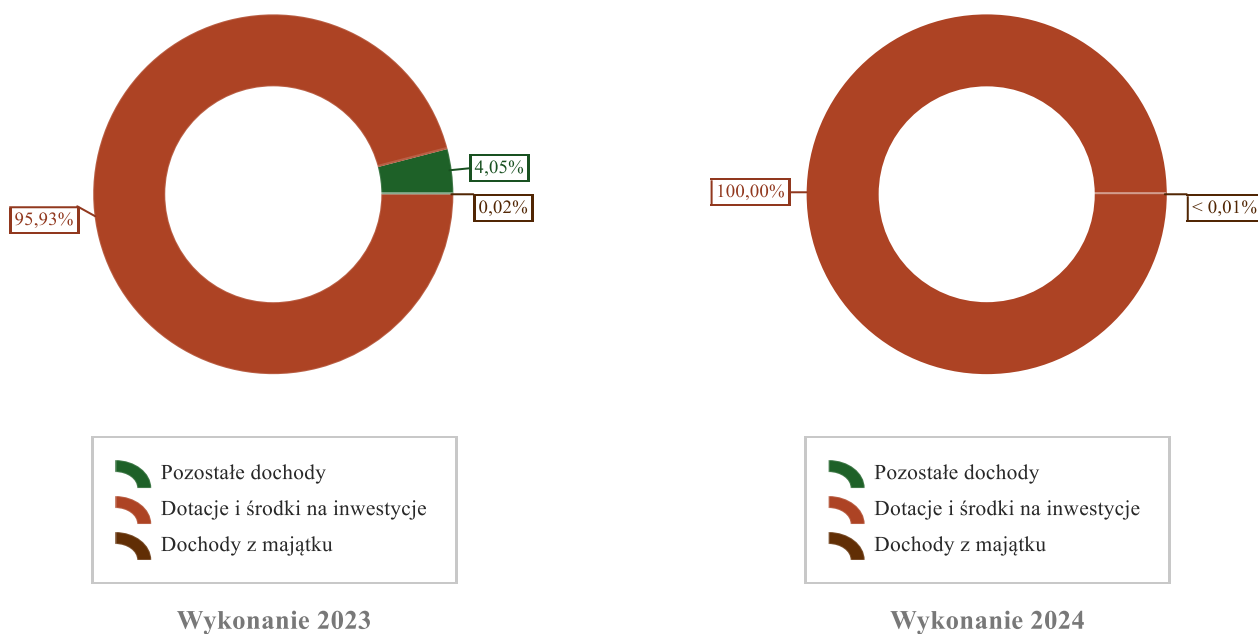 95,93%
4,05%
0,02%
Pozostałe dochody
Dotacje i środki na inwestycje
Dochody z majątku
Wykonanie 2023
100,00%
< 0,01%
Pozostałe dochody
Dotacje i środki na inwestycje
Dochody z majątku
Wykonanie 2024